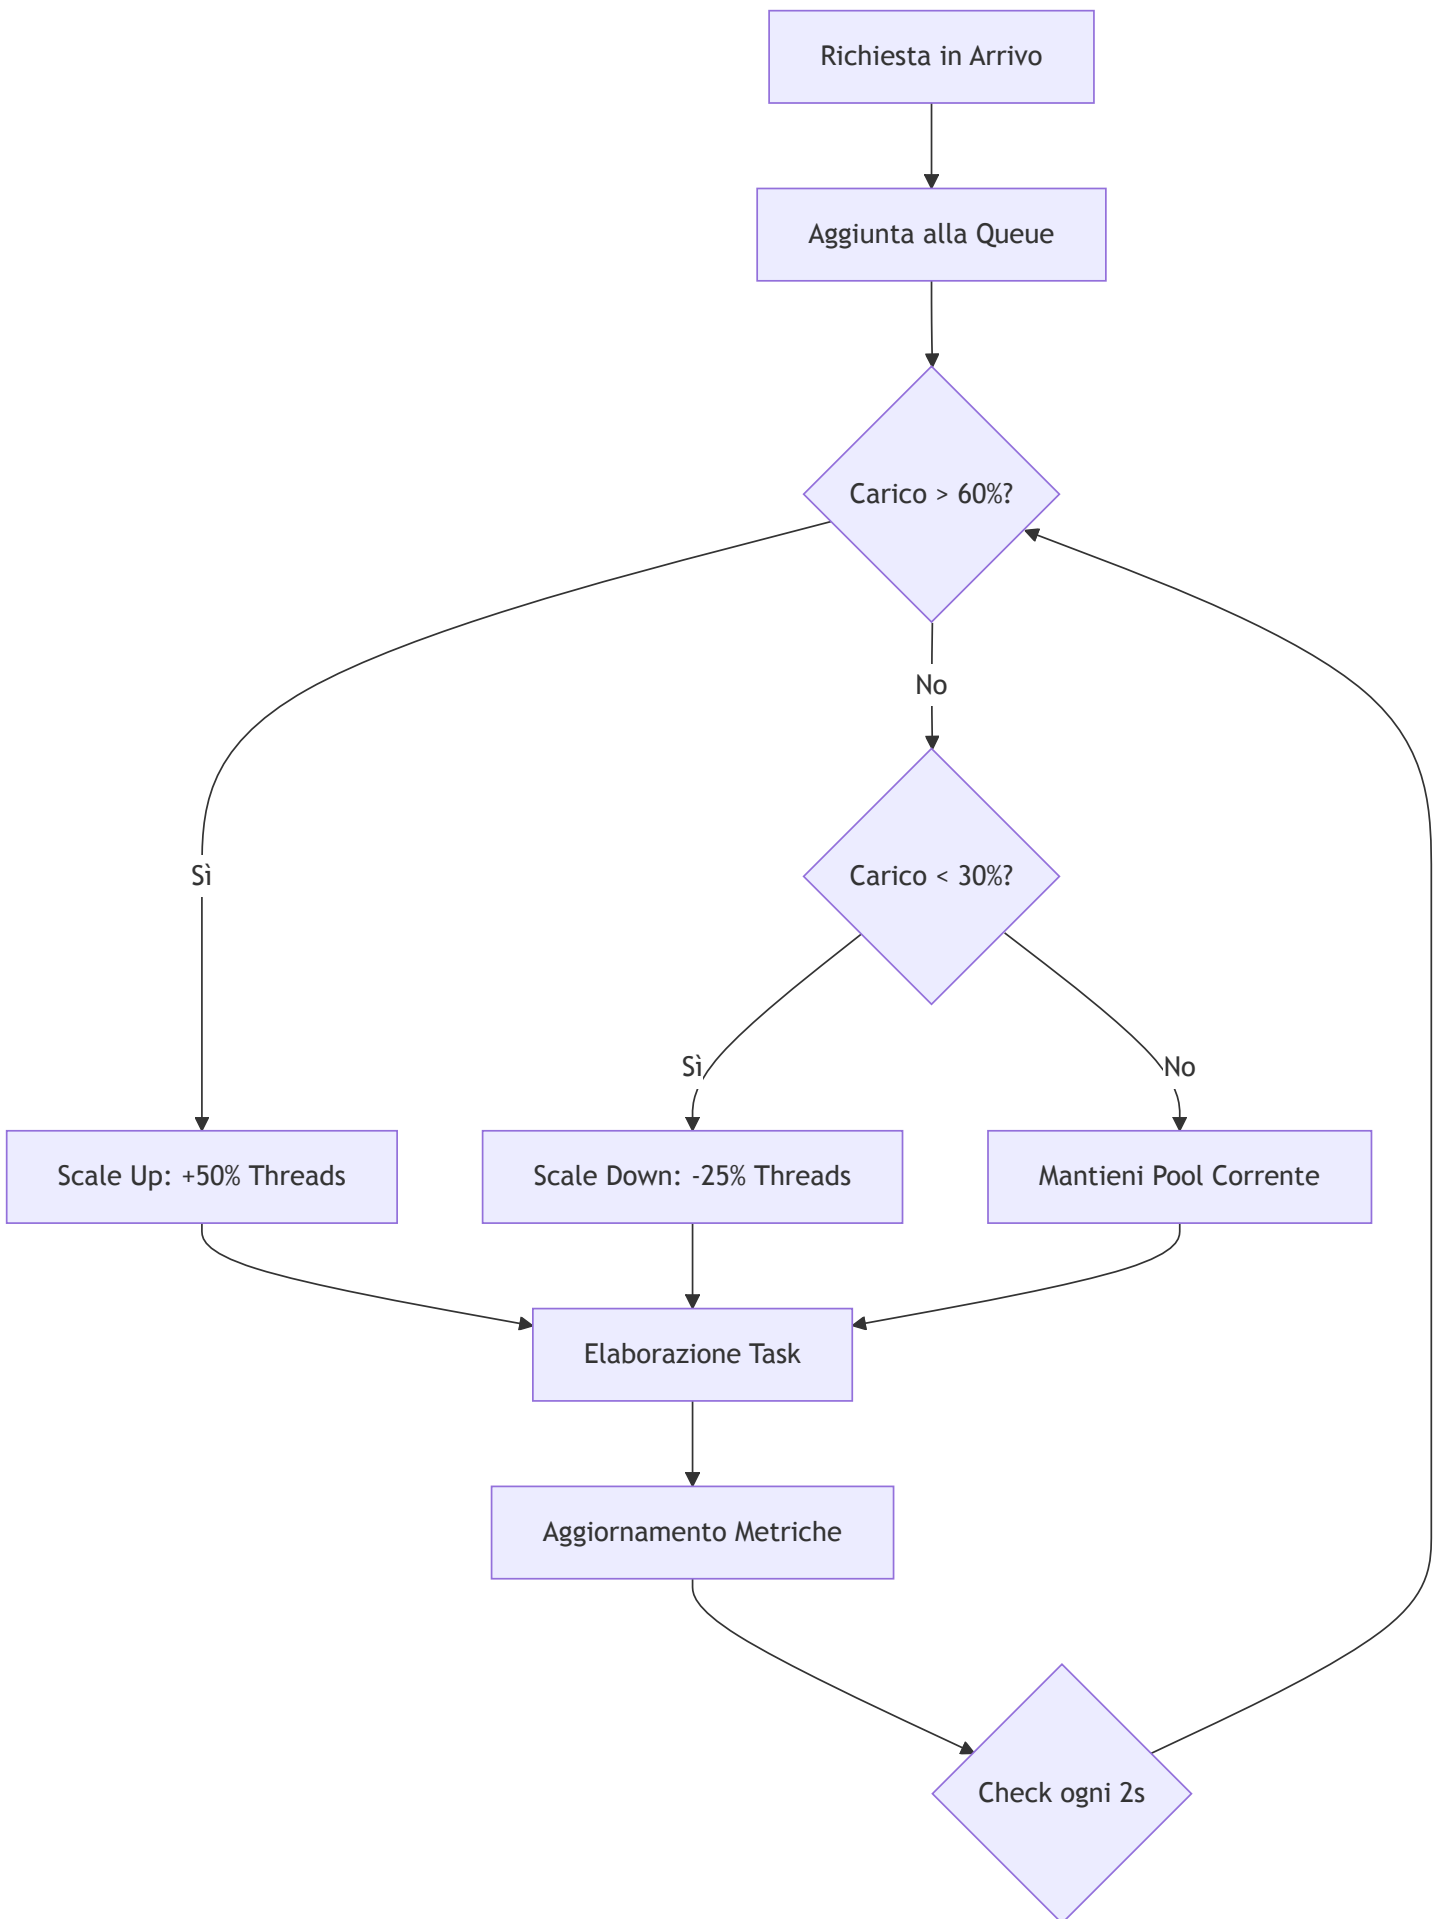 Richiesta in Arrivo
Aggiunta alla Queue
Carico > 60%?
No
Sì
Carico < 30%?
Sì
No
Scale Up: +50% Threads
Scale Down: -25% Threads
Mantieni Pool Corrente
Elaborazione Task
Aggiornamento Metriche
Check ogni 2s